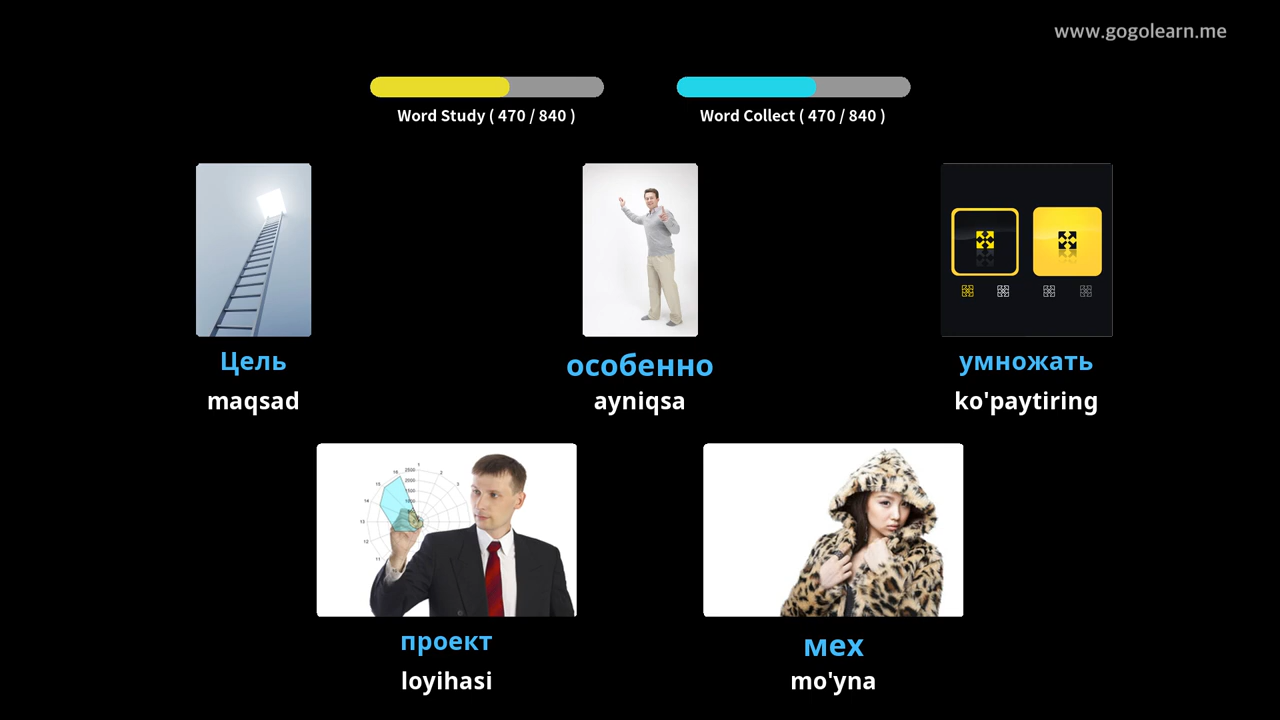 www.gogolearn.me
Word Study ( 470 / 840 )
Word Collect ( 470 / 840 )
Цель
maqsad
особенно
ayniqsa
умножать
ko'paytiring
проект
loyihasi
мех
mo'yna